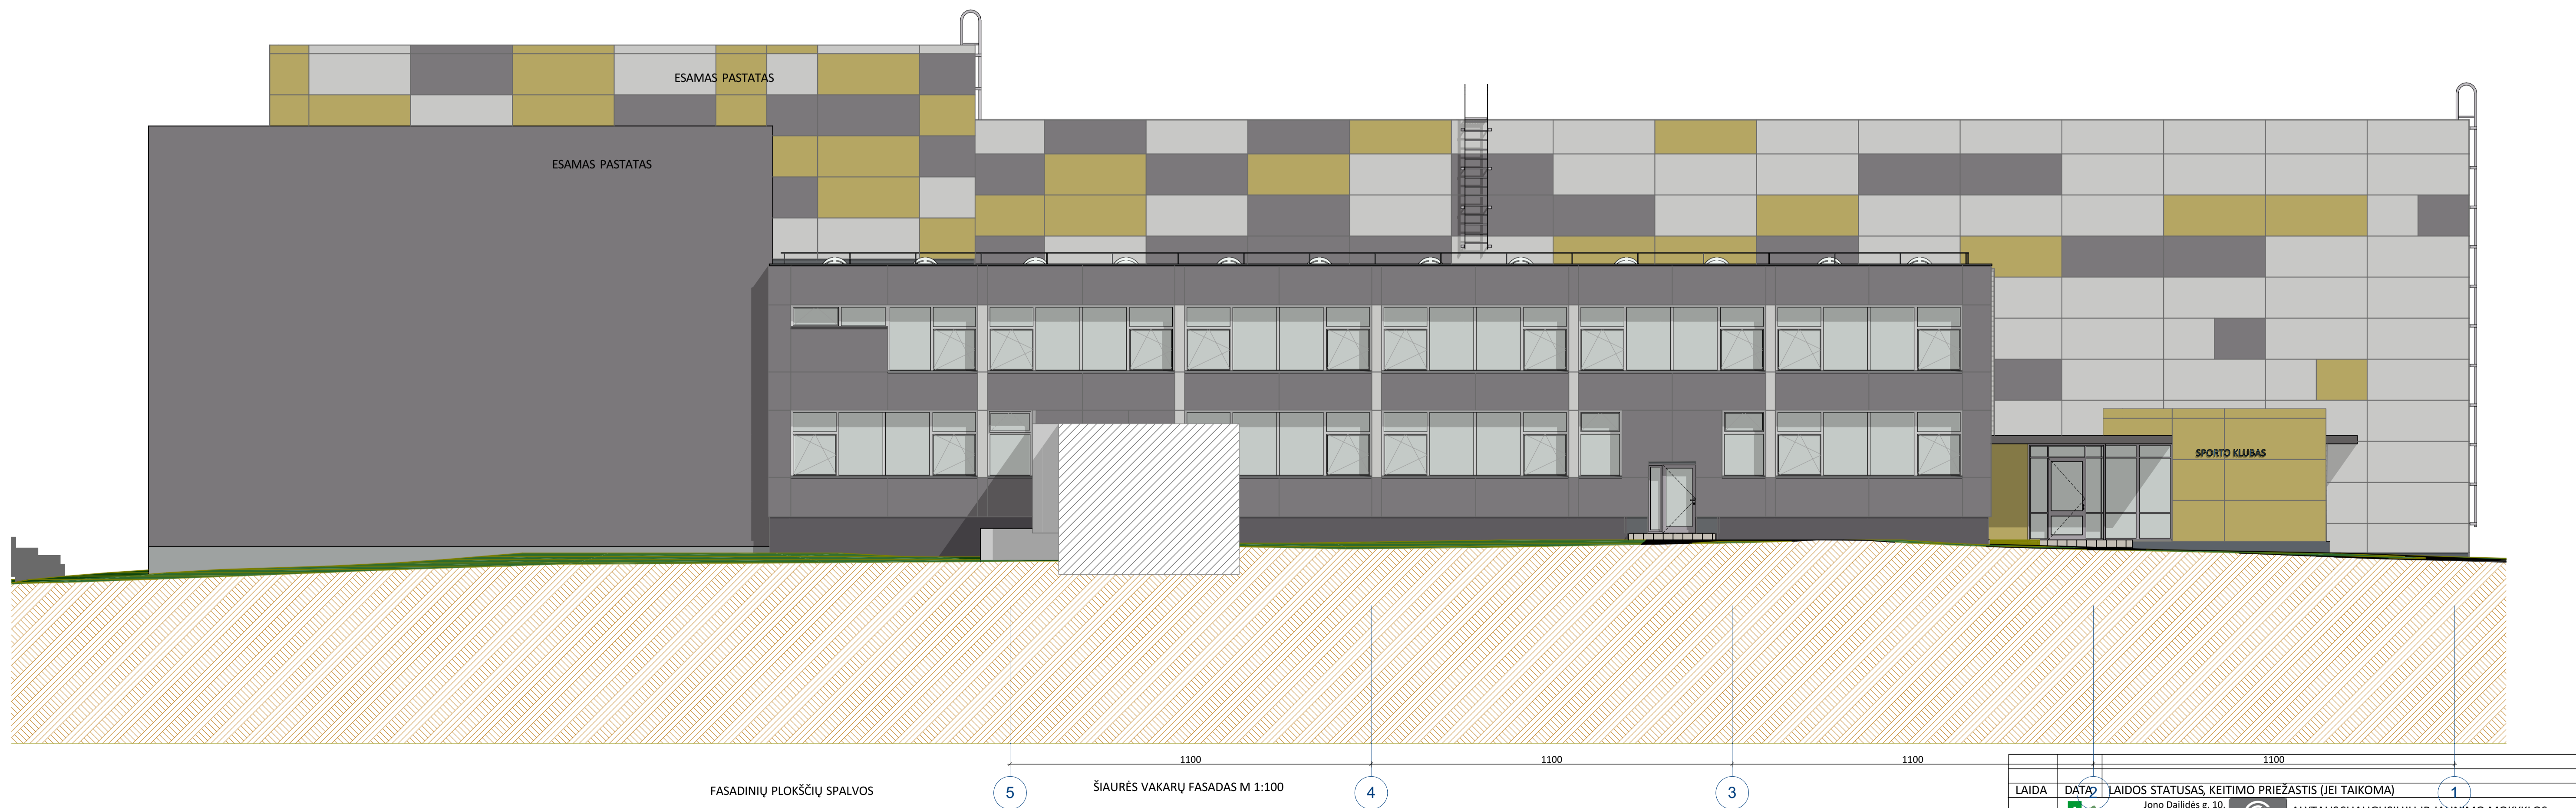 ESAMAS PASTATAS
ESAMAS PASTATAS
SPORTO KLUBAS
1100 1100 1100 1100
5 4 3 2 1
FASADINIŲ PLOKŠČIŲ SPALVOS
ŠIAURĖS VAKARŲ FASADAS M 1:100
LAIDA DATA LAIDOS STATUSAS, KEITIMO PRIEŽASTIS (JEI TAIKOMA)
Jono Dailidės g. 10,